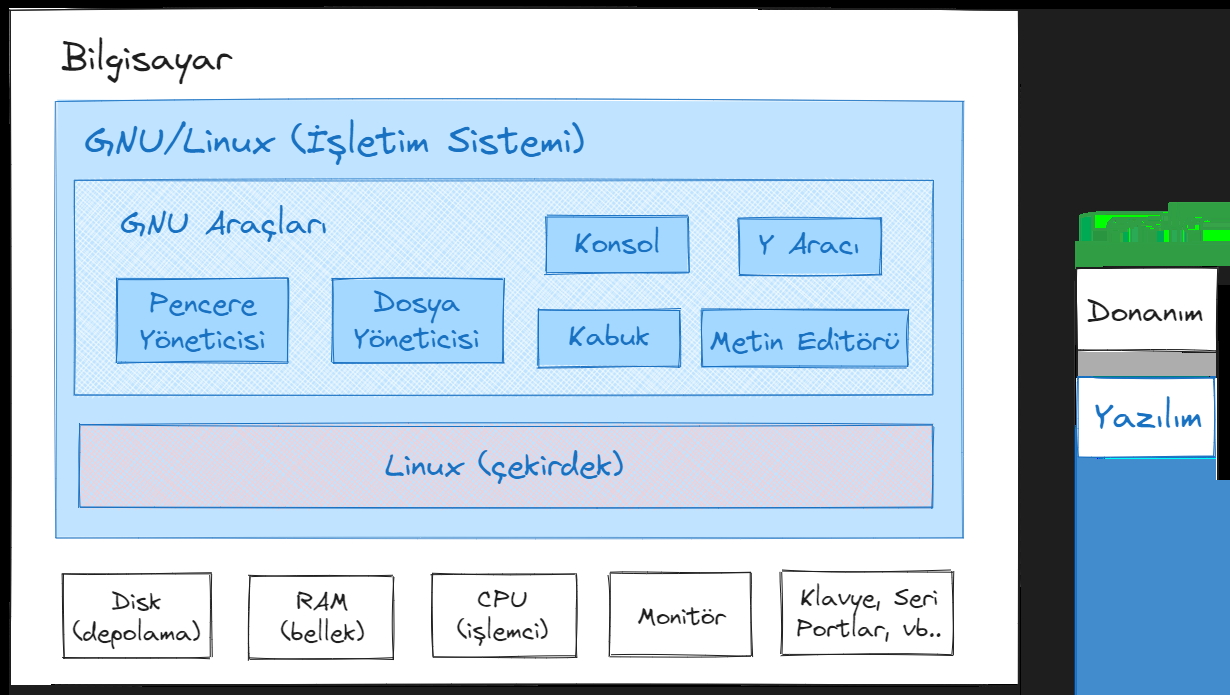 Bilgisayar
GNU/Linux (İşletim Sistemi)
GNU Araçları
Konsol
Y Aracı
Pencere
Yöneticisi
Dosya
Yöneticisi
Kabuk
Metin Editörü
Linux (çekirdek)
Disk
(depolama)
RAM
(bellek)
CPU
(işlemci)
Monitör
Klavye, Seri
Portlar, vb..
Donanım
Yazılım